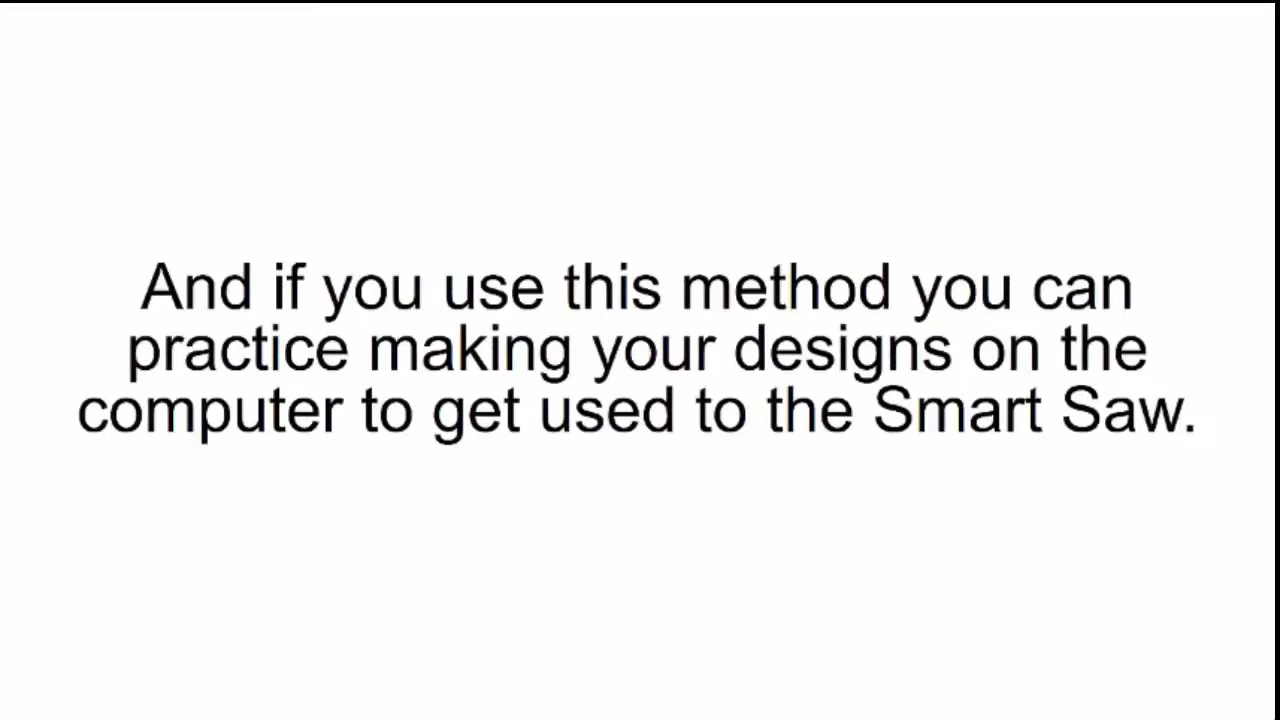 And if you use this method you can
practice making your designs on the
computer to get used to the Smart Saw.